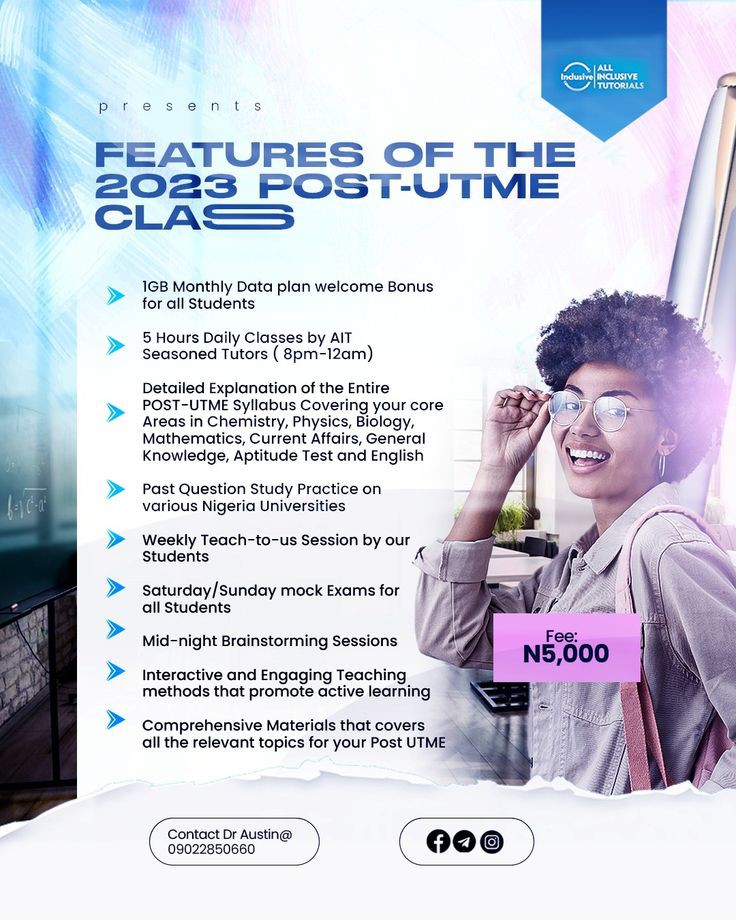 Inclusive
ALL
INCLUSIVE
TUTORIALS
presents
FEATURES OF THE
2023 POST-UTME
CLASS
1GB Monthly Data plan welcome Bonus
for all Students
5 Hours Daily Classes by AIT
Seasoned Tutors ( 8pm-12am)
Detailed Explanation of the Entire
POST-UTME Syllabus Covering your core
Areas in Chemistry, Physics, Biology,
Mathematics, Current Affairs, General
Knowledge, Aptitude Test and English
Past Question Study Practice on
various Nigeria Universities
Weekly Teach-to-us Session by our
Students
Saturday/Sunday mock Exams for
all Students
Mid-night Brainstorming Sessions
Interactive and Engaging Teaching
methods that promote active learning
Comprehensive Materials that covers
all the relevant topics for your Post UTME
Fee:
N5,000
Contact Dr Austin@
09022850660